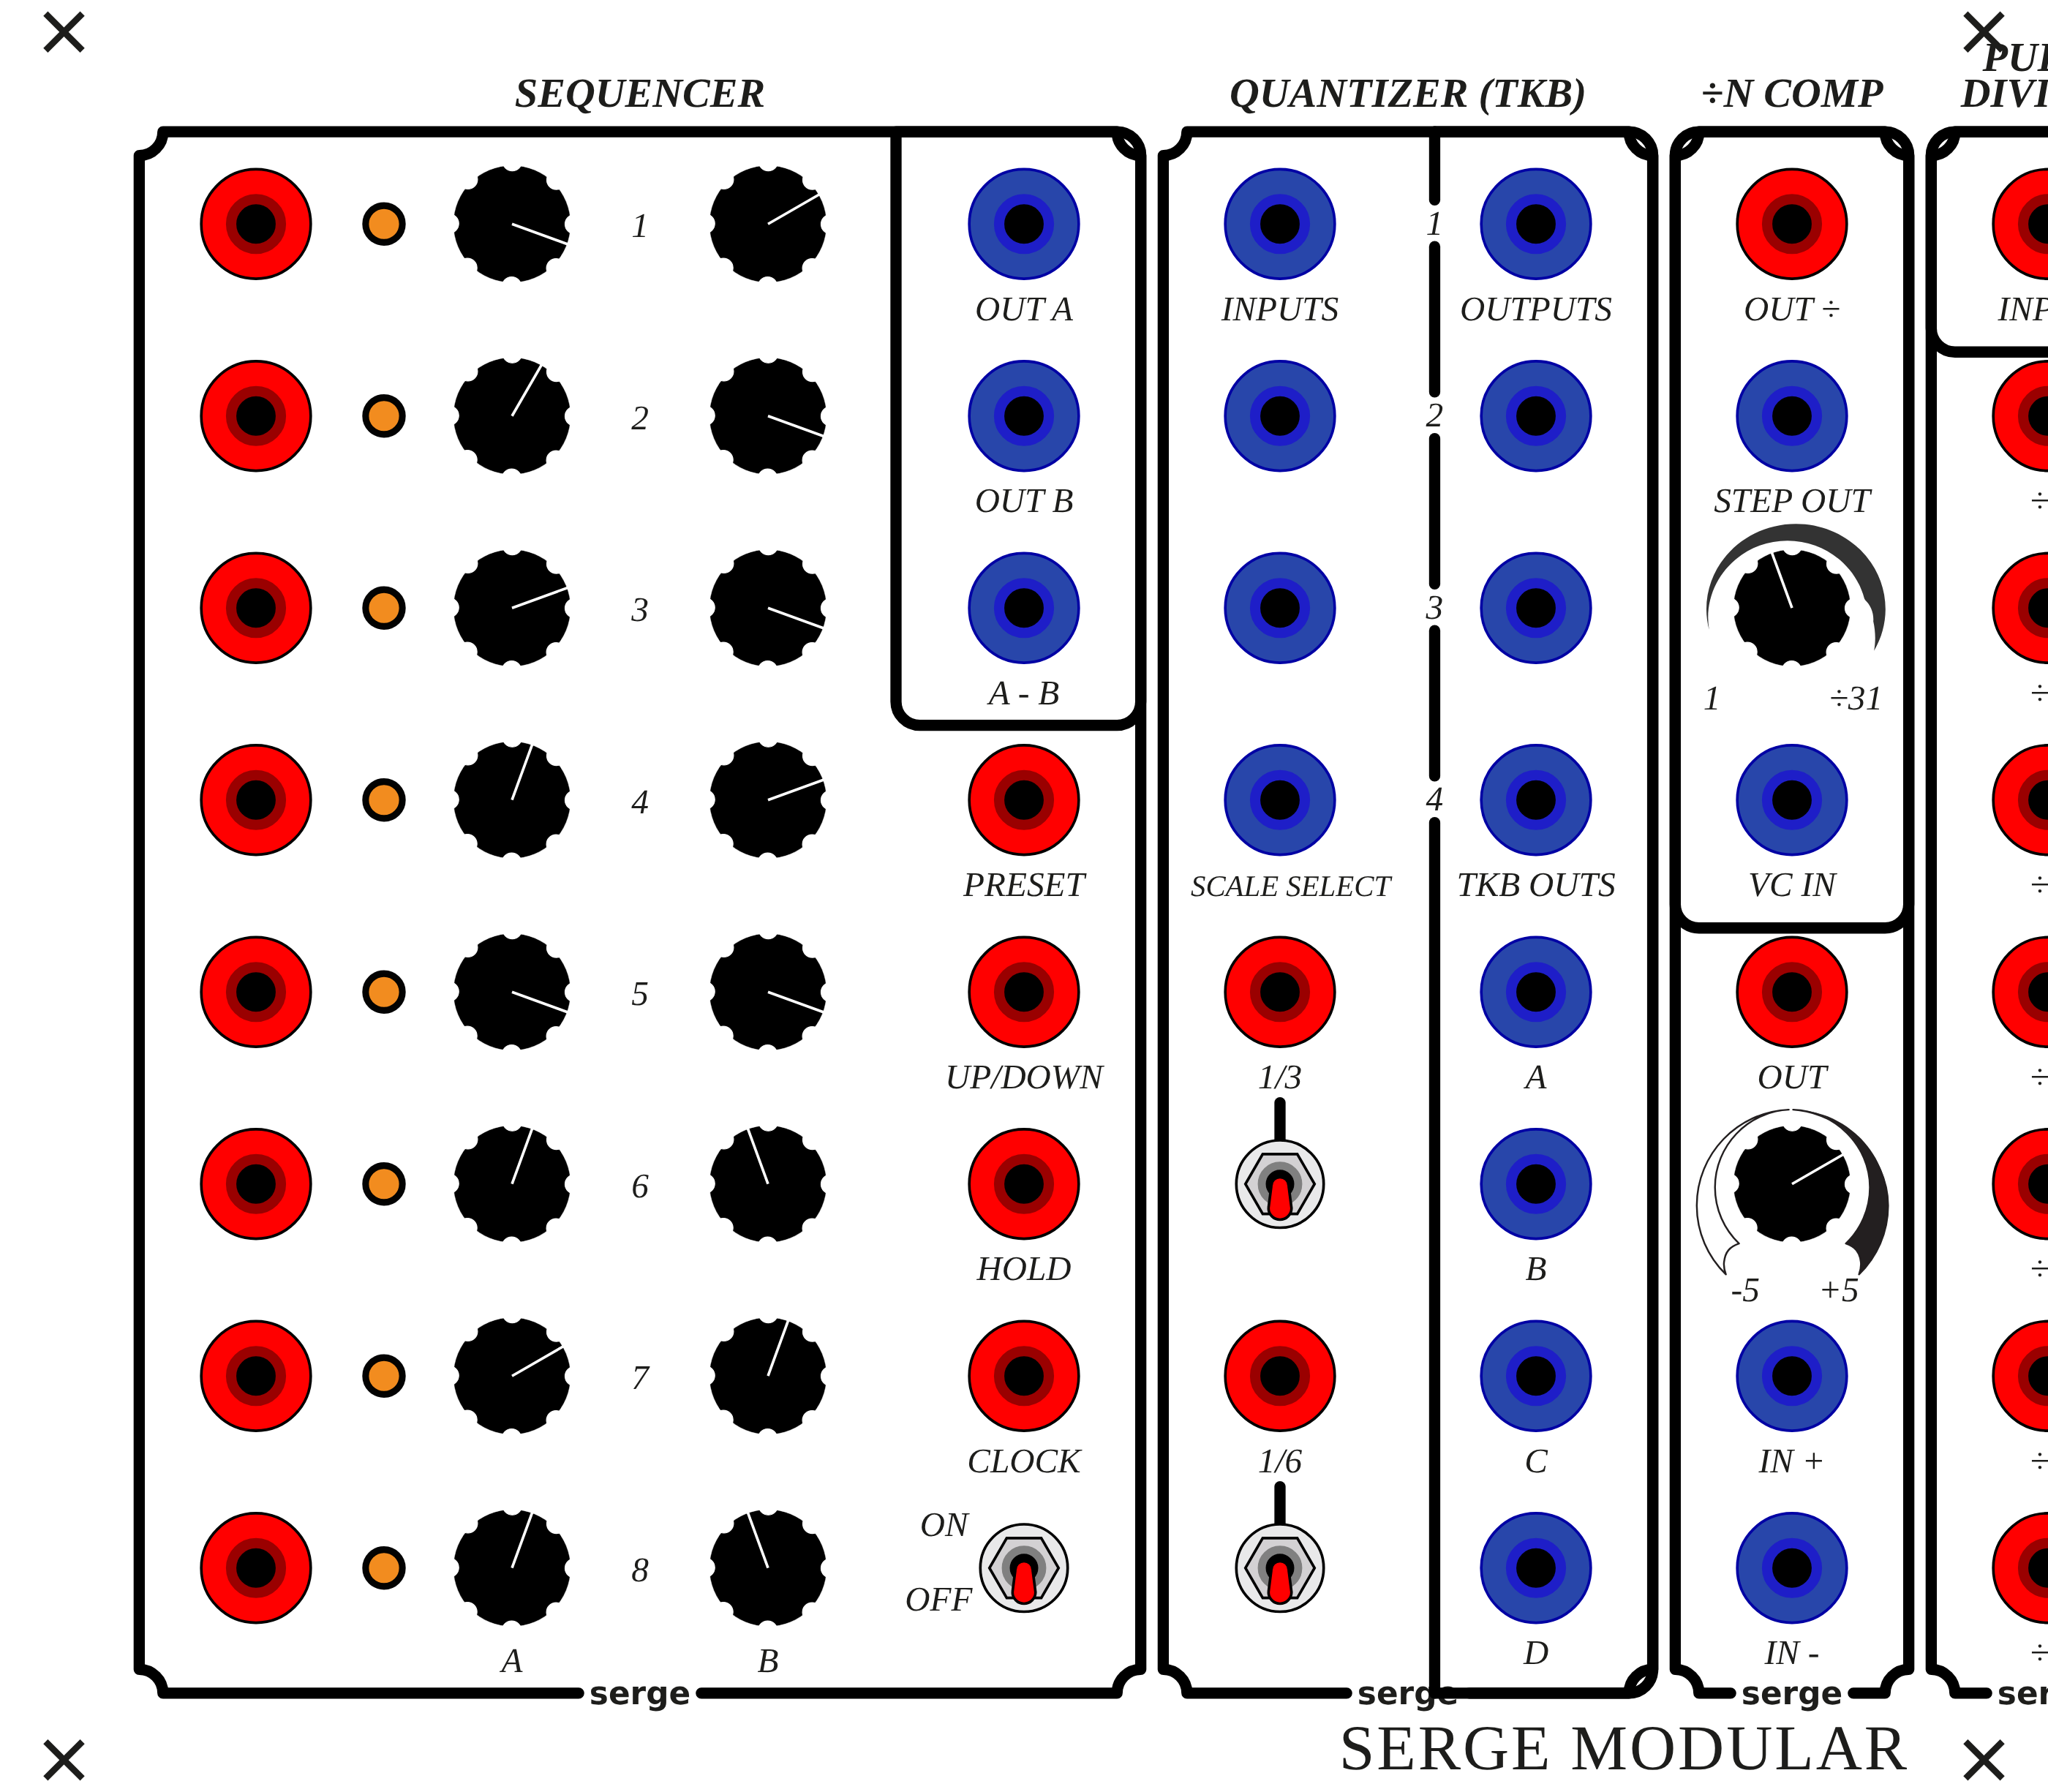 SEQUENCER
QUANTIZER (TKB)
÷N COMP
1
1
OUT A
INPUTS
OUTPUTS
OUT ÷
2
2
OUT B
STEP OUT
3
3
A - B
1
÷31
4
4
PRESET
SCALE SELECT
TKB OUTS
VC IN
5
UP/DOWN
1/3
A
OUT
6
HOLD
B
-5
+5
7
CLOCK
1/6
C
IN +
8
ON
OFF
D
IN -
A
B
serge
serge
serge
SERGE MODULAR